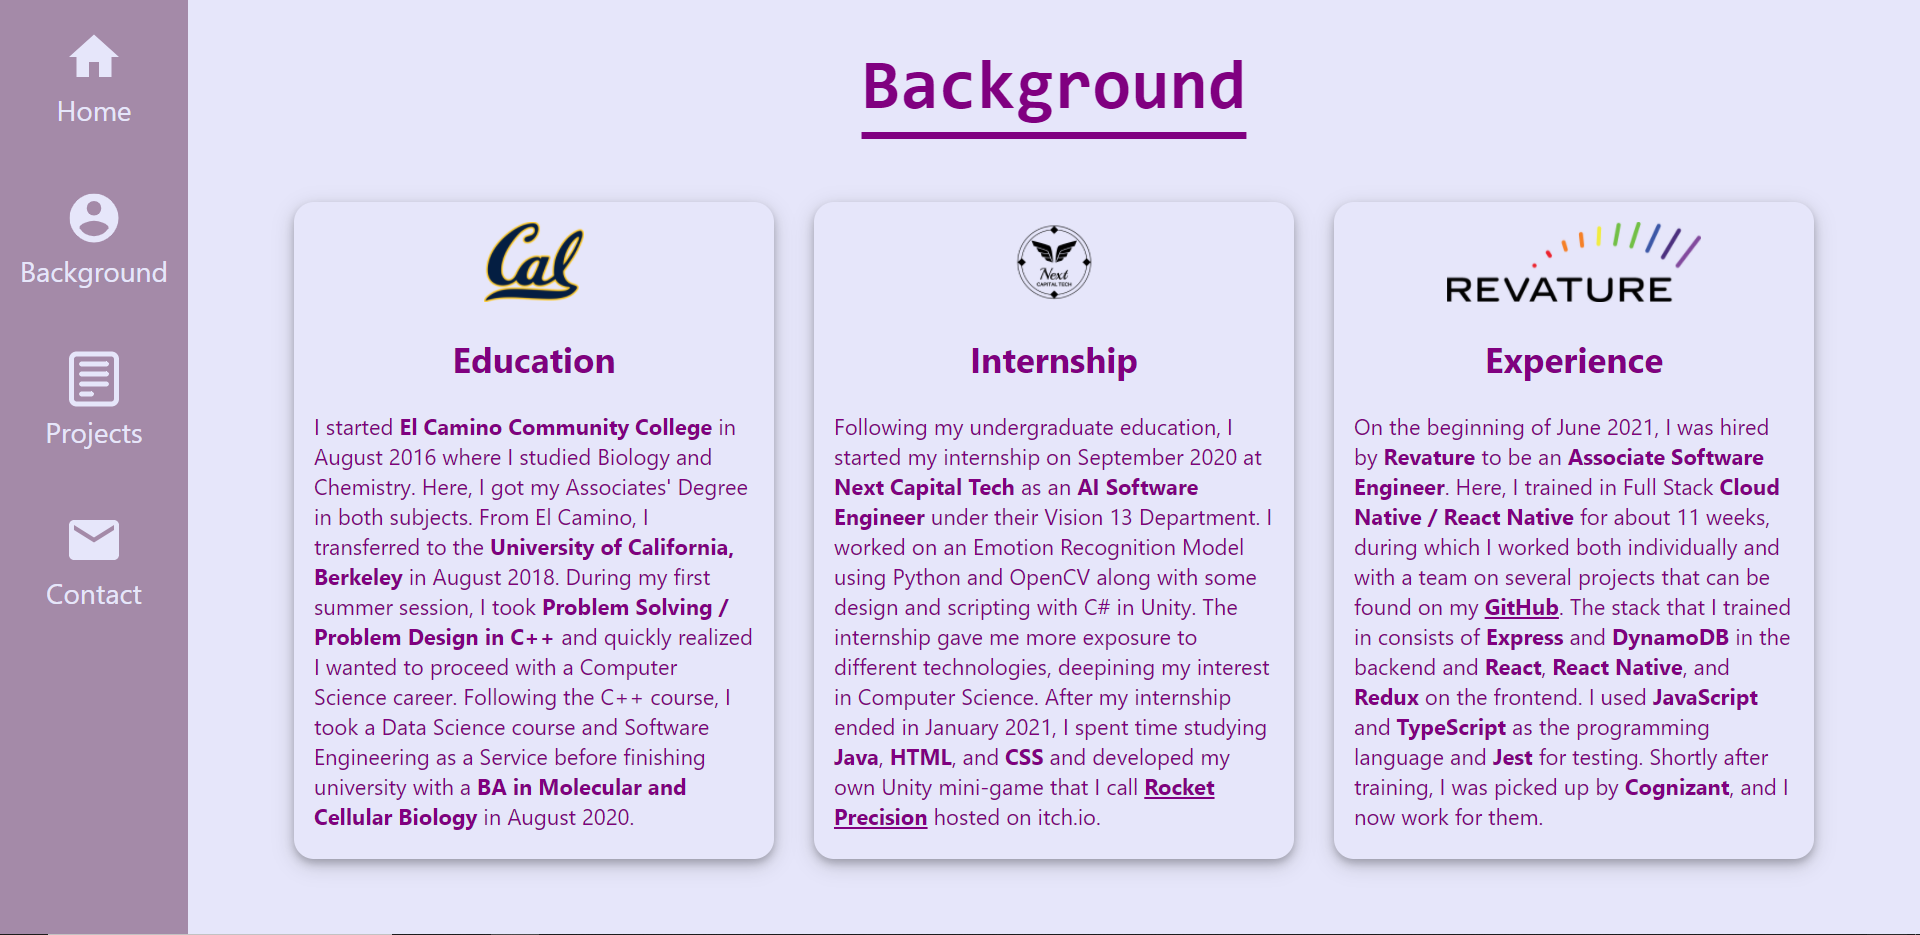 Home
Background
Projects
Contact
Background
Cal
Education
I started El Camino Community College in
August 2016 where I studied Biology and
Chemistry. Here, I got my Associates' Degree
in both subjects. From El Camino, I
transferred to the University of California,
Berkeley in August 2018. During my first
summer session, I took Problem Solving /
Problem Design in C++ and quickly realized
I wanted to proceed with a Computer
Science career. Following the C++ course, I
took a Data Science course and Software
Engineering as a Service before finishing
university with a BA in Molecular and
Cellular Biology in August 2020.
Next
CAPITAL TECH
Internship
Following my undergraduate education, I
started my internship on September 2020 at
Next Capital Tech as an AI Software
Engineer under their Vision 13 Department. I
worked on an Emotion Recognition Model
using Python and OpenCV along with some
design and scripting with C# in Unity. The
internship gave me more exposure to
different technologies, deepining my interest
in Computer Science. After my internship
ended in January 2021, I spent time studying
Java, HTML, and CSS and developed my
own Unity mini-game that I call Rocket
Precision hosted on itch.io.
REVATURE
Experience
On the beginning of June 2021, I was hired
by Revature to be an Associate Software
Engineer. Here, I trained in Full Stack Cloud
Native / React Native for about 11 weeks,
during which I worked both individually and
with a team on several projects that can be
found on my GitHub. The stack that I trained
in consists of Express and DynamoDB in the
backend and React, React Native, and
Redux on the frontend. I used JavaScript
and TypeScript as the programming
language and Jest for testing. Shortly after
training, I was picked up by Cognizant, and I
now work for them.